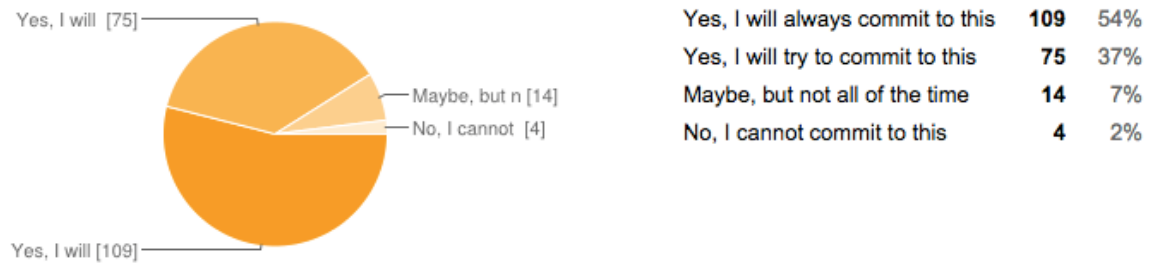 Yes, I will [75]
Maybe, but n [14]
No, I cannot [4]
Yes, I will [109]
Yes, I will always commit to this 109 54%
Yes, I will try to commit to this 75 37%
Maybe, but not all of the time 14 7%
No, I cannot commit to this 4 2%